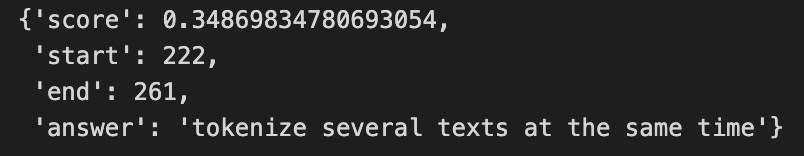 {'score': 0.34869834780693054,
 'start': 222,
 'end': 261,
 'answer': 'tokenize several texts at the same time'}